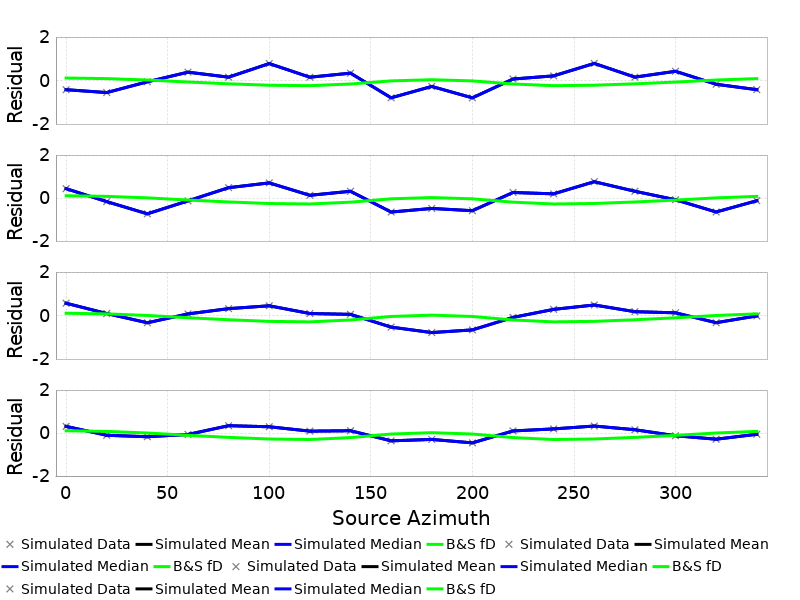 2
0
-2
Residual
2
0
-2
Residual
2
0
-2
Residual
2
0
-2
Residual
0 50 100 150 200 250 300
Source Azimuth
× Simulated Data Simulated Mean Simulated Median B&S fD × Simulated Data Simulated Mean
Simulated Median B&S fD × Simulated Data Simulated Mean Simulated Median B&S fD
× Simulated Data Simulated Mean Simulated Median B&S fD